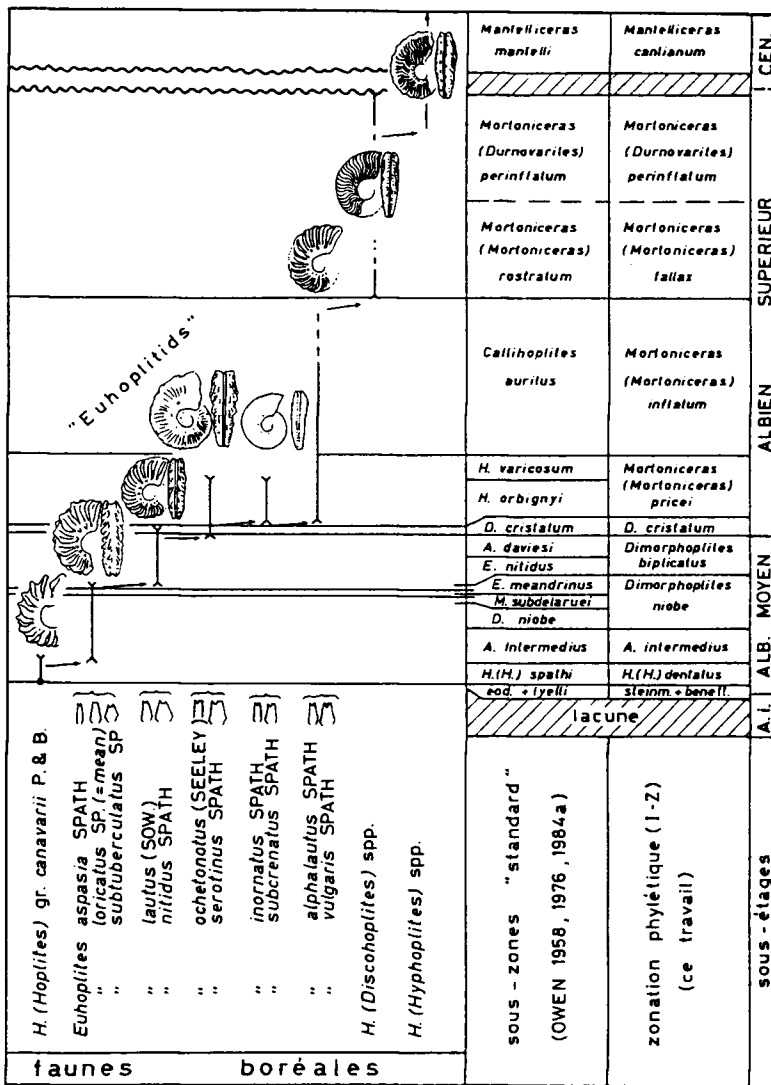 Mantelliceras
mantelli
Mantelliceras
cantianum
CEN.
Mortoniceras
(Durnovarites)
perinflatum
Mortoniceras
(Durnovarites)
perinflatum
Mortoniceras
(Mortoniceras)
rostratum
Mortoniceras
(Mortoniceras)
fallax
SUPERIEUR
"Euhoplitids"
Callihoplites
auritus
Mortoniceras
(Mortoniceras)
inflatum
ALBIEN
H. varicosum
H. orbignyi
Mortoniceras
(Mortoniceras)
pricei
D. cristatum
D. cristatum
A. daviesi
E. nitidus
Dimorphoplites
biplicatus
E. meandrinus
M. subdelaruei
D. niobe
Dimorphoplites
niobe
MOYEN
A. Intermedius
A. intermedius
ALB.
H.(H.) spathi
H.(H.) dentatus
eod. + lyelli
steinm. + benett.
A.i.
lacune
H. (Hoplites) gr. canavarii P. & B.
Euhoplites aspasia SPATH
" loricatus SP. (=mean)
" subtuberculatus SP
" lautus (SOW.)
" nitidus SPATH
" ochetonotus (SEELEY)
" serotinus SPATH
" inornatus SPATH
" subcrenatus SPATH
" alphalautus SPATH
" vulgaris SPATH
H. (Discohoplites) spp.
H. (Hyphoplites) spp.
sous-zones "standard"
(OWEN 1958, 1976, 1984a)
zonation phylétique (I-Z)
(ce travail)
sous-étages
faunes boréales